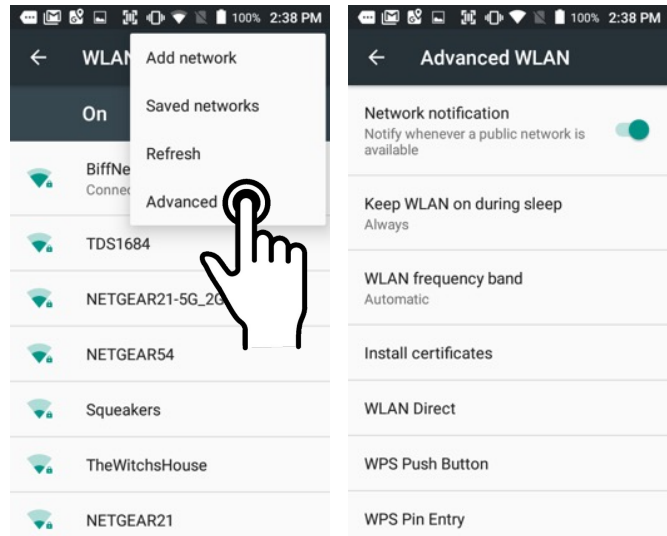 100% 2:38 PM
WLAN
Add network
Saved networks
Refresh
Advanced
On
BiffNe
Connec
TDS1684
NETGEAR21-5G_2G
NETGEAR54
Squeakers
TheWitchsHouse
NETGEAR21
100% 2:38 PM
Advanced WLAN
Network notification
Notify whenever a public network is
available
Keep WLAN on during sleep
Always
WLAN frequency band
Automatic
Install certificates
WLAN Direct
WPS Push Button
WPS Pin Entry